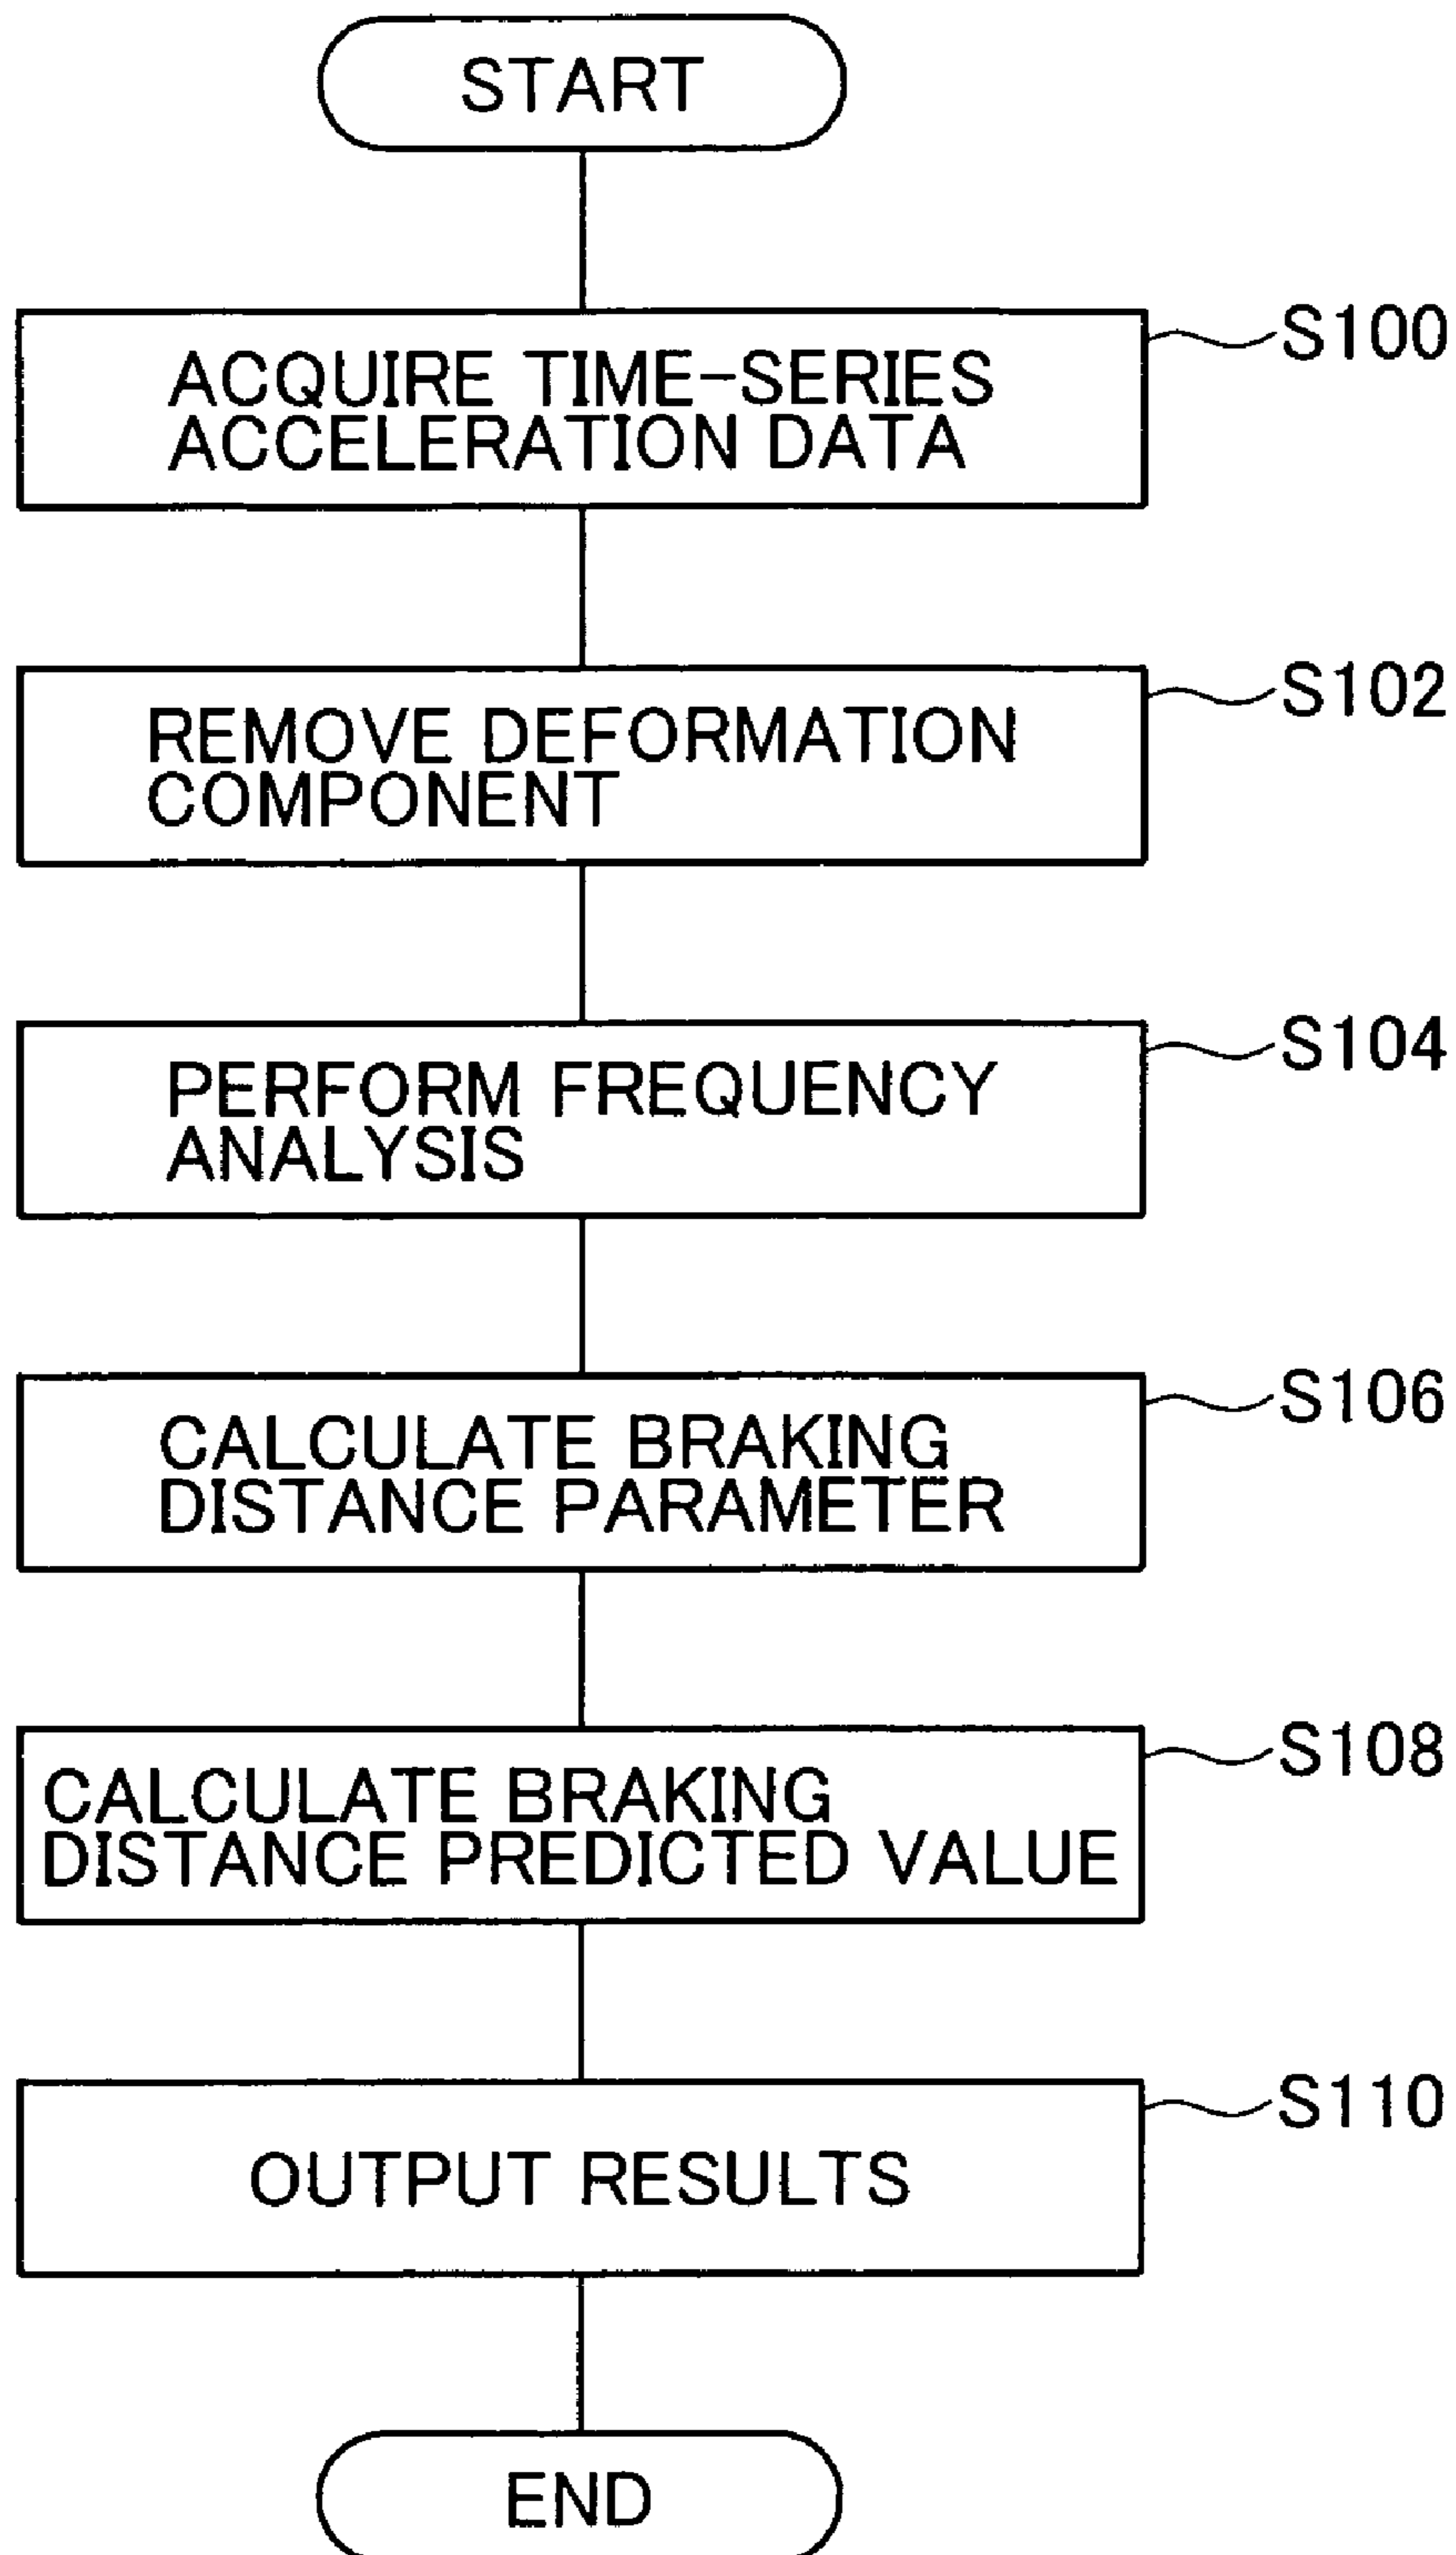 START
S100
ACQUIRE TIME-SERIES
ACCELERATION DATA
S102
REMOVE DEFORMATION
COMPONENT
S104
PERFORM FREQUENCY
ANALYSIS
S106
CALCULATE BRAKING
DISTANCE PARAMETER
S108
CALCULATE BRAKING
DISTANCE PREDICTED VALUE
S110
OUTPUT RESULTS
END